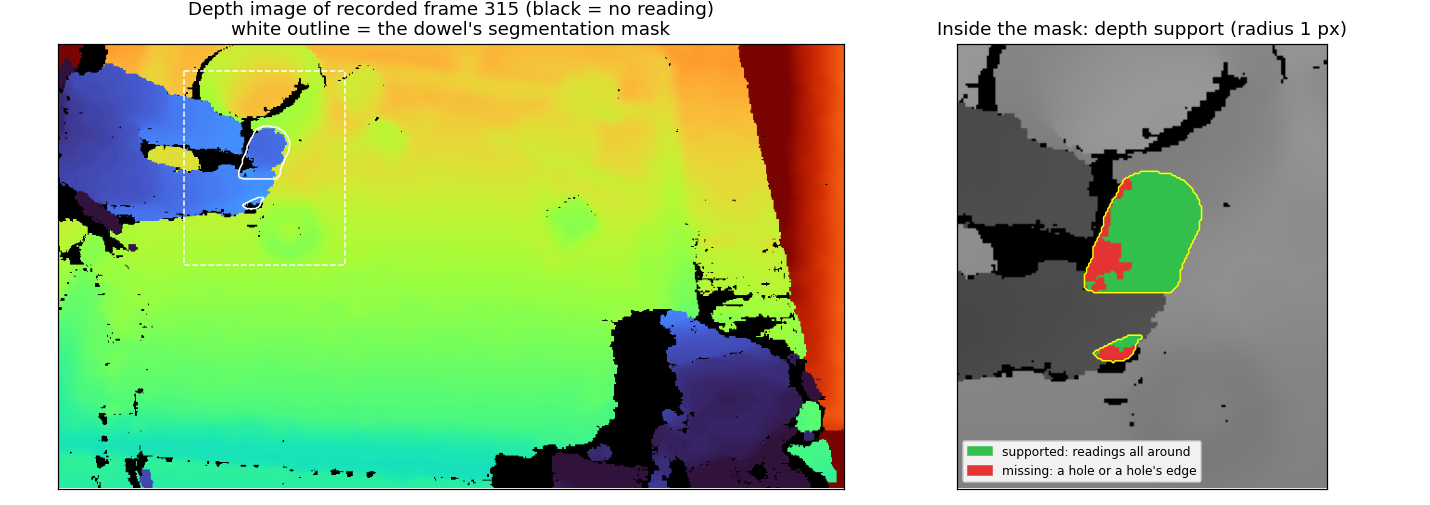 Depth image of recorded frame 315 (black = no reading)
white outline = the dowel's segmentation mask
Inside the mask: depth support (radius 1 px)
supported: readings all around
missing: a hole or a hole's edge